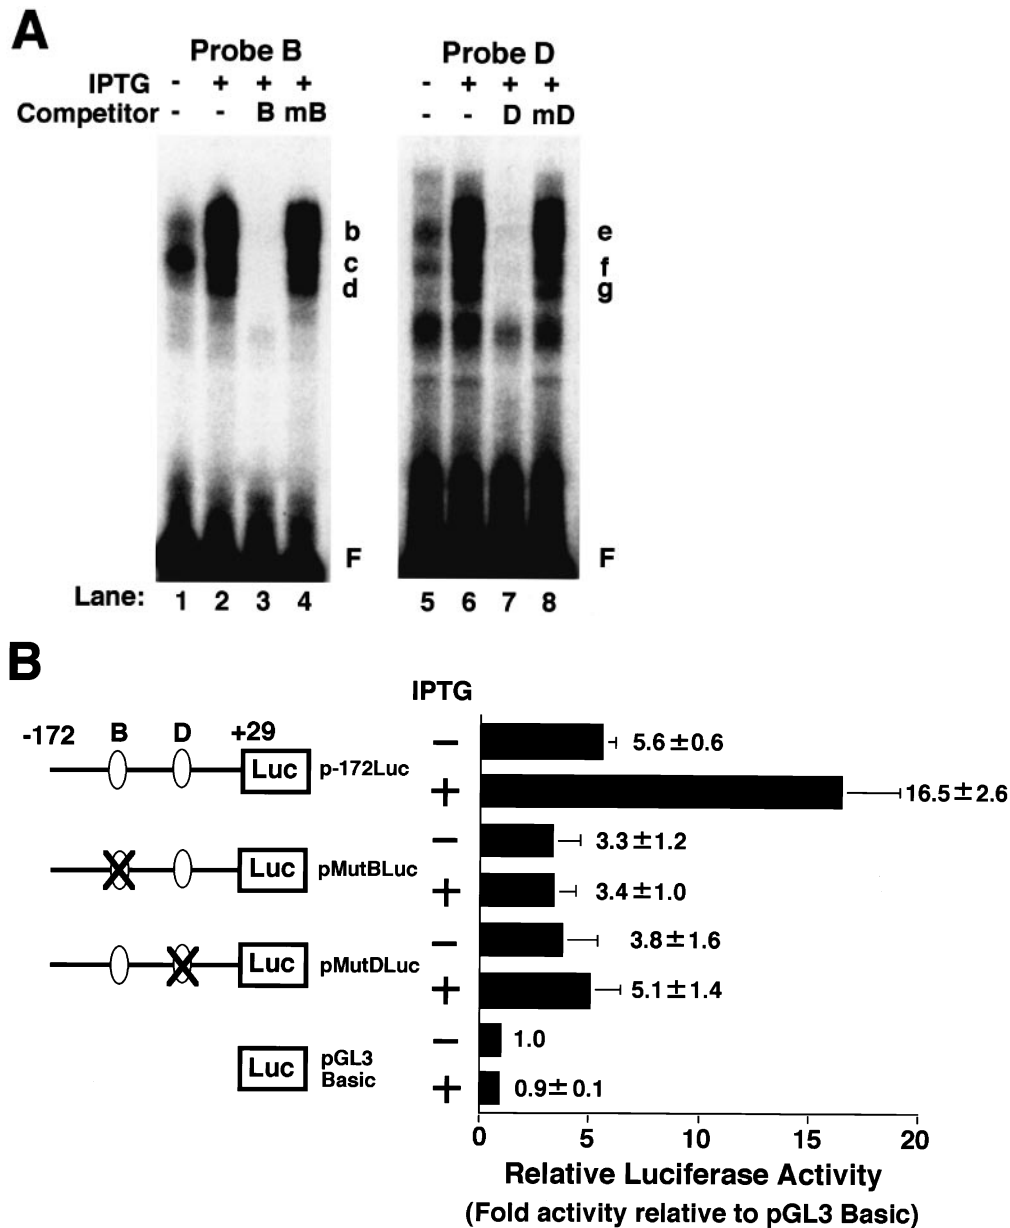 A
Probe B Probe D
IPTG - + + + - + + +
Competitor - - B mB - - D mD
b e
c f
d g
F F
Lane: 1 2 3 4 5 6 7 8
B
IPTG
-172 B D +29
Luc p-172Luc
− 5.6±0.6
+ 16.5±2.6
Luc pMutBLuc
− 3.3±1.2
+ 3.4±1.0
Luc pMutDLuc
− 3.8±1.6
+ 5.1±1.4
Luc pGL3
Basic
− 1.0
+ 0.9±0.1
0 5 10 15 20
Relative Luciferase Activity
(Fold activity relative to pGL3 Basic)